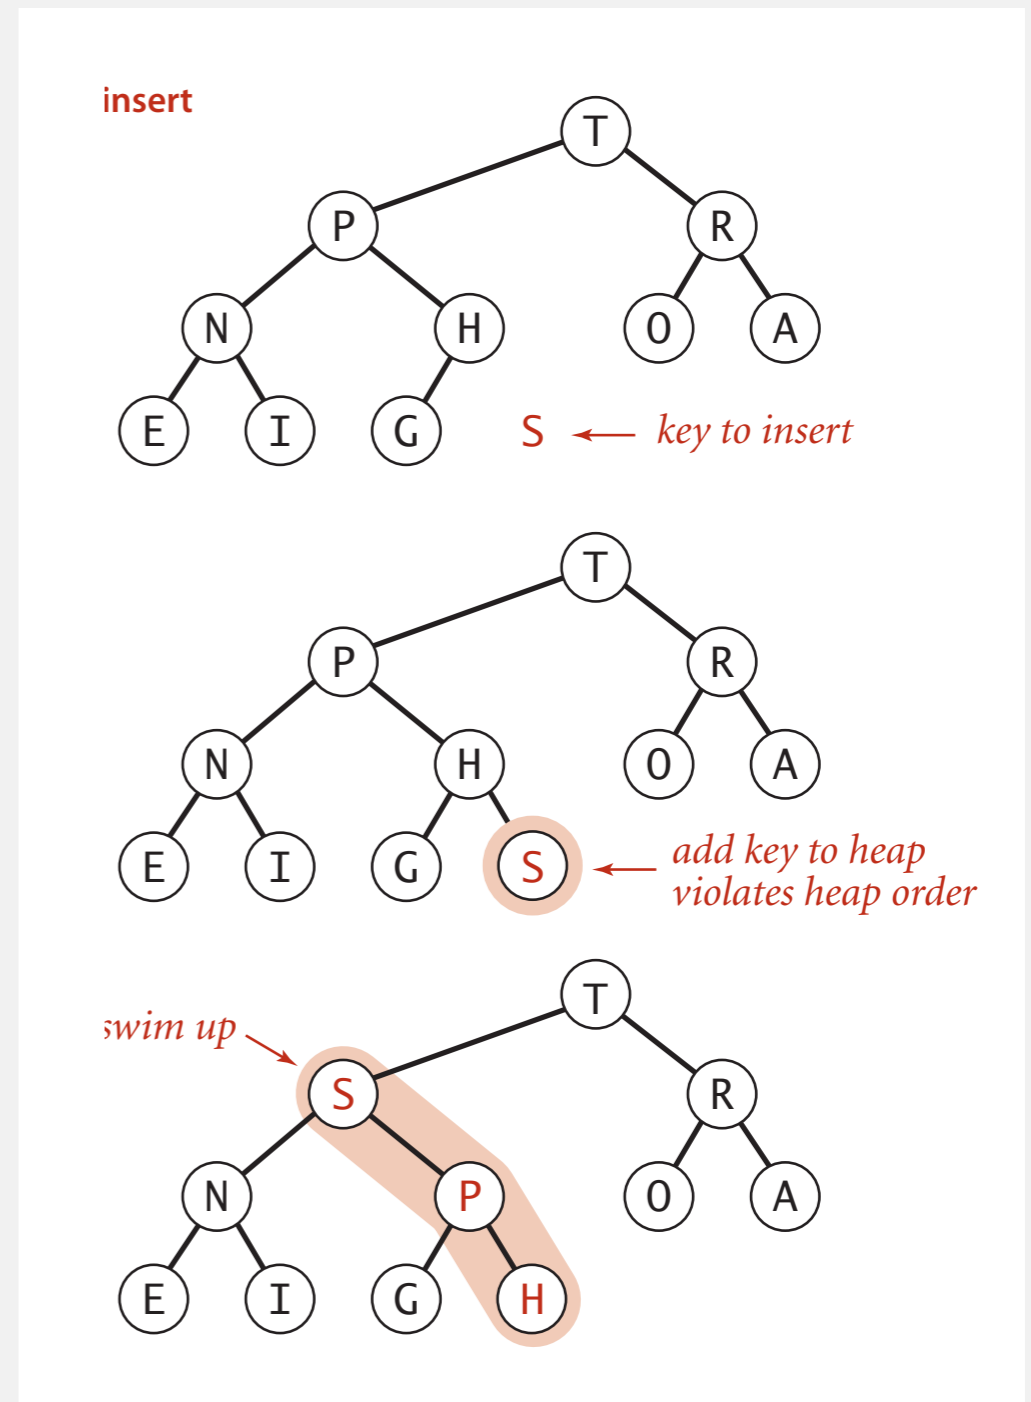 insert
T
P R
N H O A
E I G S key to insert
T
P R
N H O A
E I G S add key to heap
violates heap order
T
swim up
S R
N P O A
E I G H